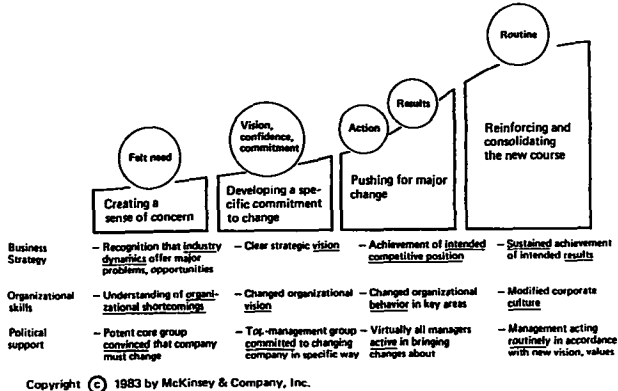 Routine
Results
Vision,
confidence,
commitment
Action
Felt need
Reinforcing and
consolidating
the new course
Pushing for major
change
Developing a spe-
cific commitment
to change
Creating a
sense of concern
Business
Strategy
– Recognition that industry
dynamics offer major
problems, opportunities
– Clear strategic vision
– Achievement of intended
competitive position
– Sustained achievement
of intended results
Organizational
skills
– Understanding of organi-
zational shortcomings
– Changed organizational
vision
– Changed organizational
behavior in key areas
– Modified corporate
culture
Political
support
– Potent core group
convinced that company
must change
– Top-management group
committed to changing
company in specific way
– Virtually all managers
active in bringing
changes about
– Management acting
routinely in accordance
with new vision, values
Copyright © 1983 by McKinsey & Company, Inc.